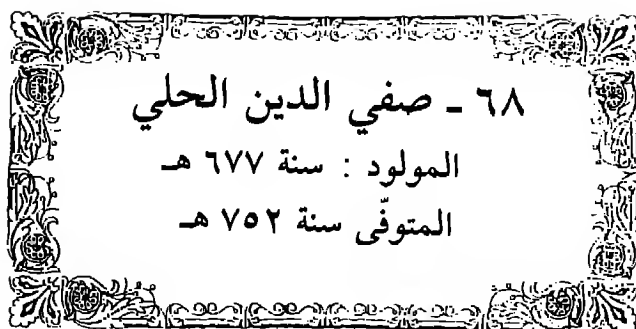 ٦٨ ـ صفي الدين الحلي
المولود : سنة ٦٧٧ هـ
المتوفّى سنة ٧٥٢ هـ